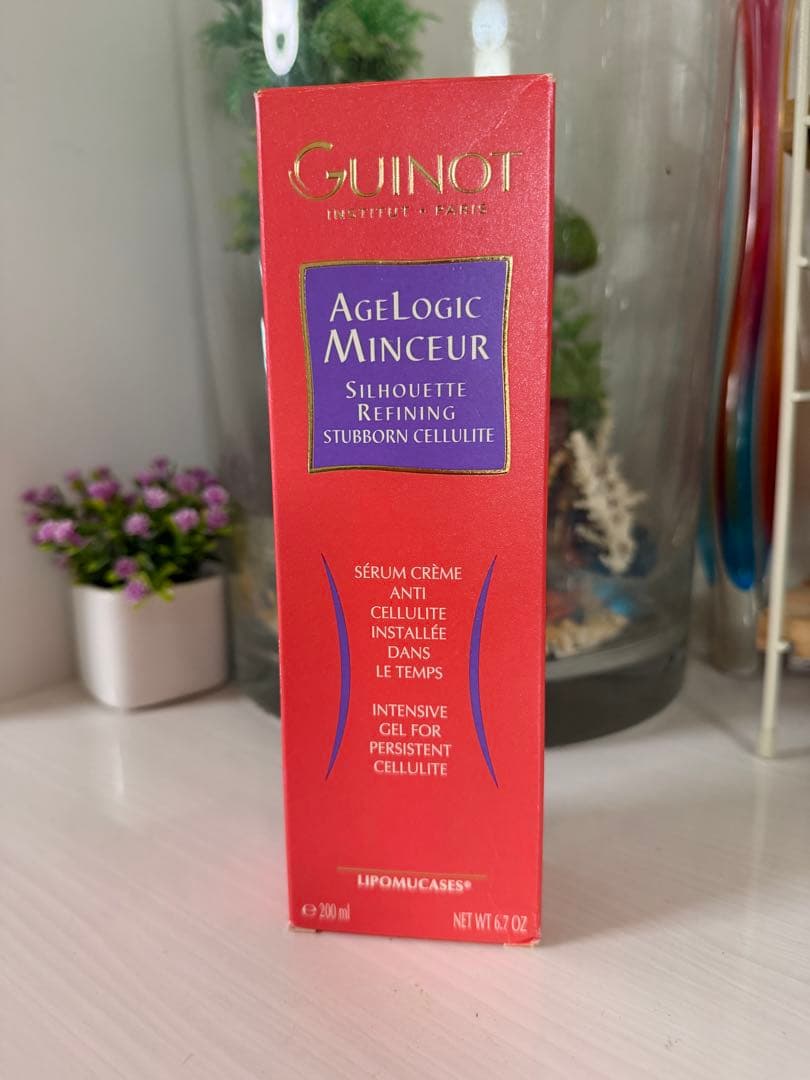 GUINOT
INSTITUT • PARIS
AGELOGIC
MINCEUR
SILHOUETTE
REFINING
STUBBORN CELLULITE
SÉRUM CRÈME
ANTI
CELLULITE
INSTALLÉE
DANS
LE TEMPS
INTENSIVE
GEL FOR
PERSISTENT
CELLULITE
LIPOMUCASES®
℮ 200 ml
NET WT 6.7 OZ